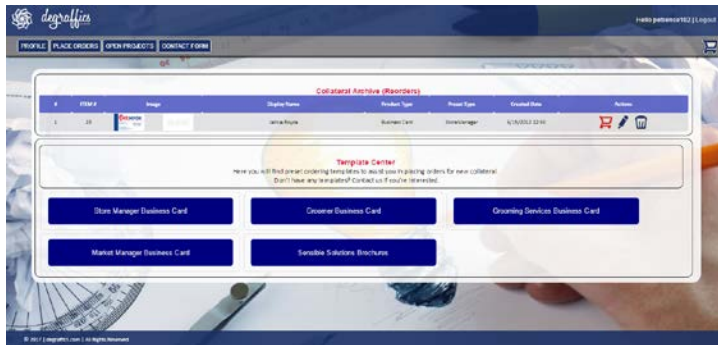 degraffics
Hello petsense102 | Logout
PROFILE PLACE ORDERS OPEN PROJECTS CONTACT FORM
Collateral Archive (Reorders)
# ITEM # Image Display Name Product Type Preset Type Created Date Actions
1 Business Card StoreManager
Template Center
Here you will find preset ordering templates to assist you in placing orders for new collateral
Don't have any templates? Contact us if you're interested.
Store Manager Business Card Groomer Business Card Grooming Services Business Card
Market Manager Business Card Sensible Solutions Brochures
© 2017 | degraffics.com | All Rights Reserved